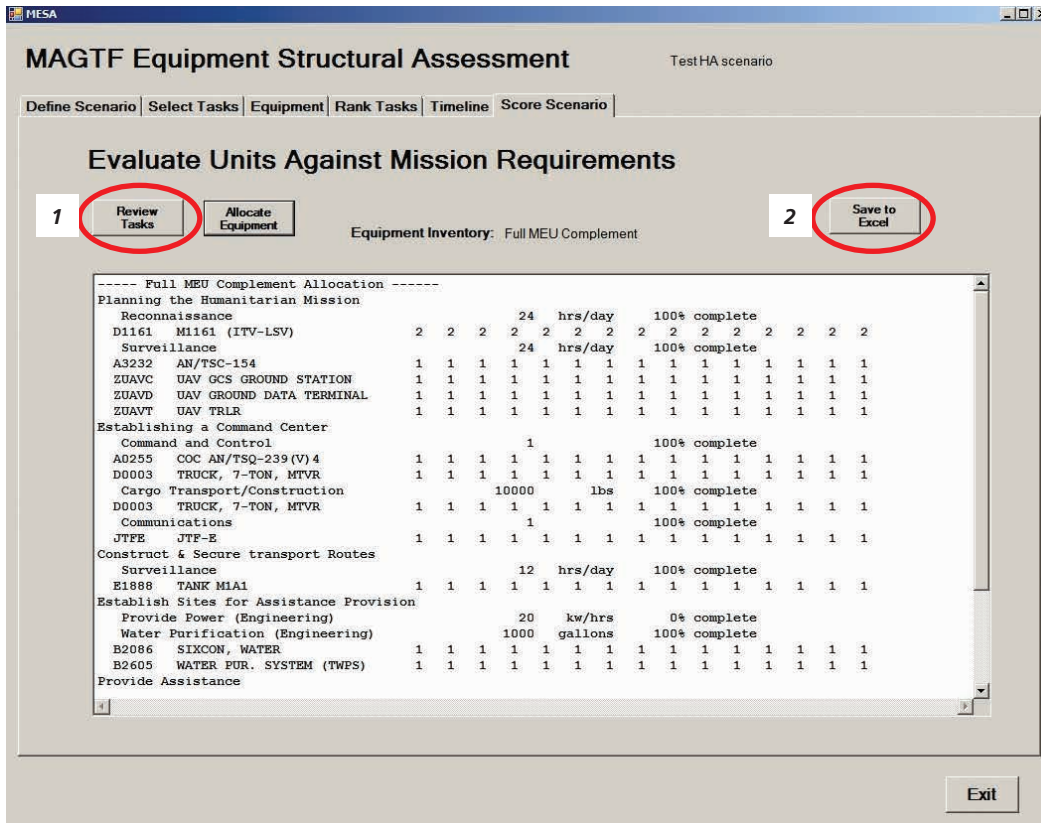 MESA
MAGTF Equipment Structural Assessment
Test HA scenario
Define Scenario Select Tasks Equipment Rank Tasks Timeline Score Scenario
Evaluate Units Against Mission Requirements
1
Review
Tasks
Allocate
Equipment
Equipment Inventory: Full MEU Complement
2
Save to
Excel
----- Full MEU Complement Allocation ------
Planning the Humanitarian Mission
Reconnaissance 24 hrs/day 100% complete
D1161 M1161 (ITV-LSV) 2 2 2 2 2 2 2 2 2 2 2 2 2 2 2
Surveillance 24 hrs/day 100% complete
A3232 AN/TSC-154 1 1 1 1 1 1 1 1 1 1 1 1 1 1 1
ZUAVC UAV GCS GROUND STATION 1 1 1 1 1 1 1 1 1 1 1 1 1 1 1
ZUAVD UAV GROUND DATA TERMINAL 1 1 1 1 1 1 1 1 1 1 1 1 1 1 1
ZUAVT UAV TRLR 1 1 1 1 1 1 1 1 1 1 1 1 1 1 1
Establishing a Command Center
Command and Control 1 100% complete
A0255 COC AN/TSQ-239(V)4 1 1 1 1 1 1 1 1 1 1 1 1 1 1 1
D0003 TRUCK, 7-TON, MTVR 1 1 1 1 1 1 1 1 1 1 1 1 1 1 1
Cargo Transport/Construction 10000 lbs 100% complete
D0003 TRUCK, 7-TON, MTVR 1 1 1 1 1 1 1 1 1 1 1 1 1 1 1
Communications 1 100% complete
JTFE JTF-E 1 1 1 1 1 1 1 1 1 1 1 1 1 1 1
Construct & Secure transport Routes
Surveillance 12 hrs/day 100% complete
E1888 TANK M1A1 1 1 1 1 1 1 1 1 1 1 1 1 1 1 1
Establish Sites for Assistance Provision
Provide Power (Engineering) 20 kw/hrs 0% complete
Water Purification (Engineering) 1000 gallons 100% complete
B2086 SIXCON, WATER 1 1 1 1 1 1 1 1 1 1 1 1 1 1 1
B2605 WATER PUR. SYSTEM (TWPS) 1 1 1 1 1 1 1 1 1 1 1 1 1 1 1
Provide Assistance
Exit